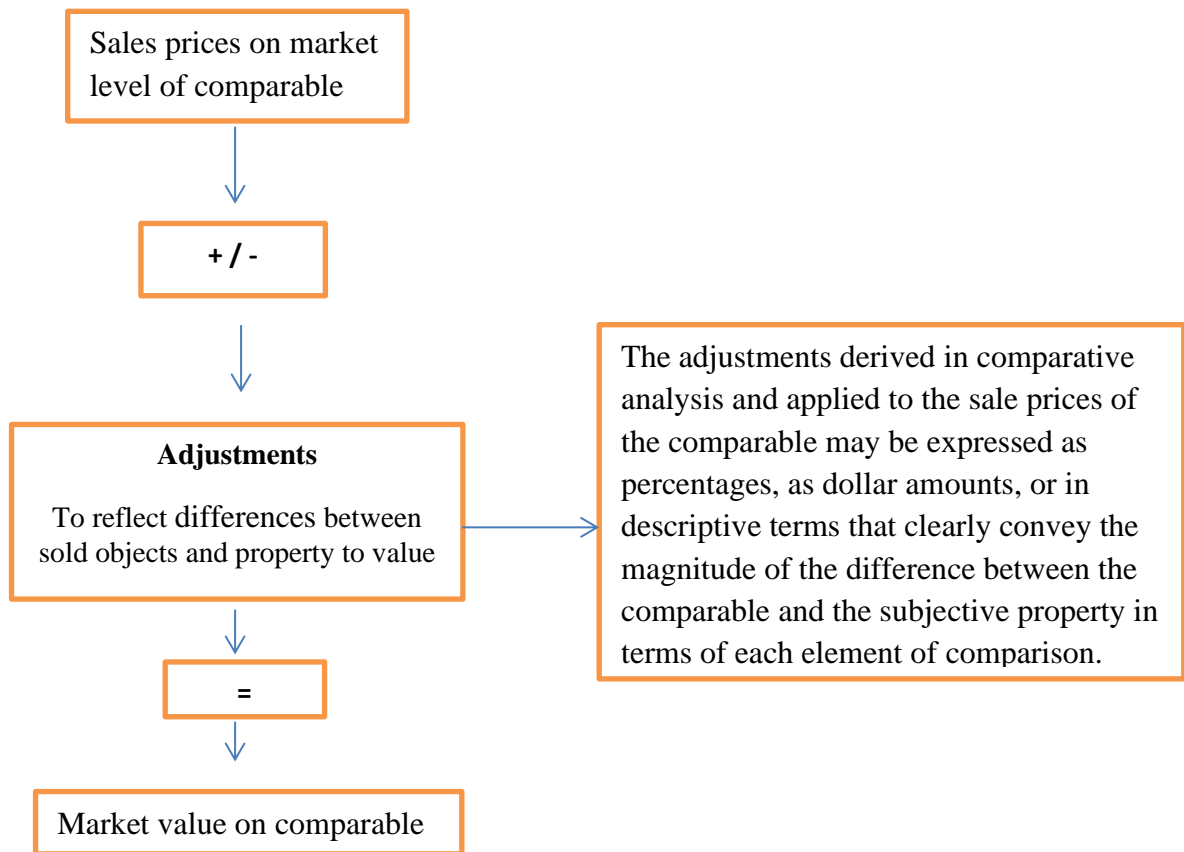 Sales prices on market
level of comparable
+ / -
Adjustments
To reflect differences between
sold objects and property to value
The adjustments derived in comparative
analysis and applied to the sale prices of
the comparable may be expressed as
percentages, as dollar amounts, or in
descriptive terms that clearly convey the
magnitude of the difference between the
comparable and the subjective property in
terms of each element of comparison.
=
Market value on comparable